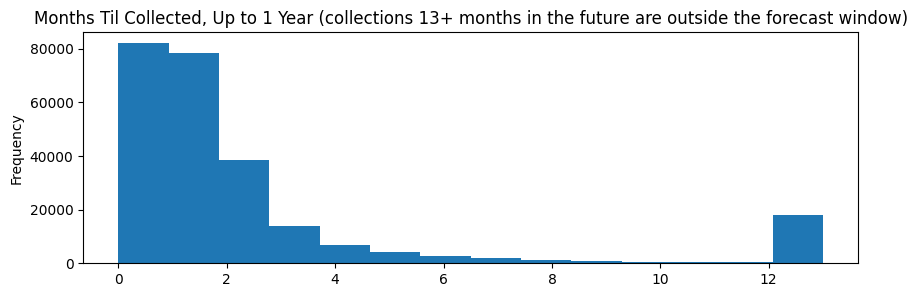 Months Til Collected, Up to 1 Year (collections 13+ months in the future are outside the forecast window)
Frequency
80000
60000
40000
20000
0
0 2 4 6 8 10 12